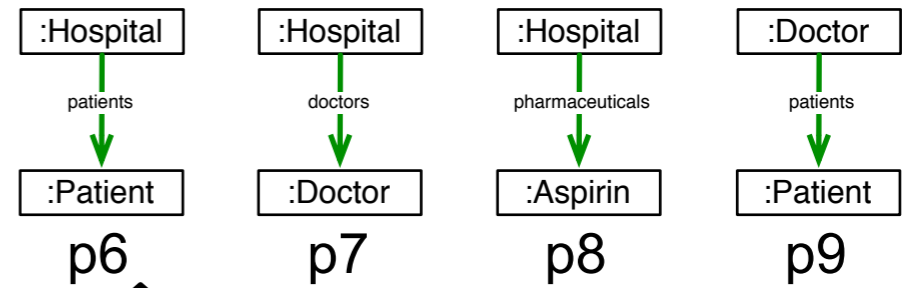 :Hospital :Hospital :Hospital :Doctor
patients doctors pharmaceuticals patients
:Patient :Doctor :Aspirin :Patient
p6 p7 p8 p9